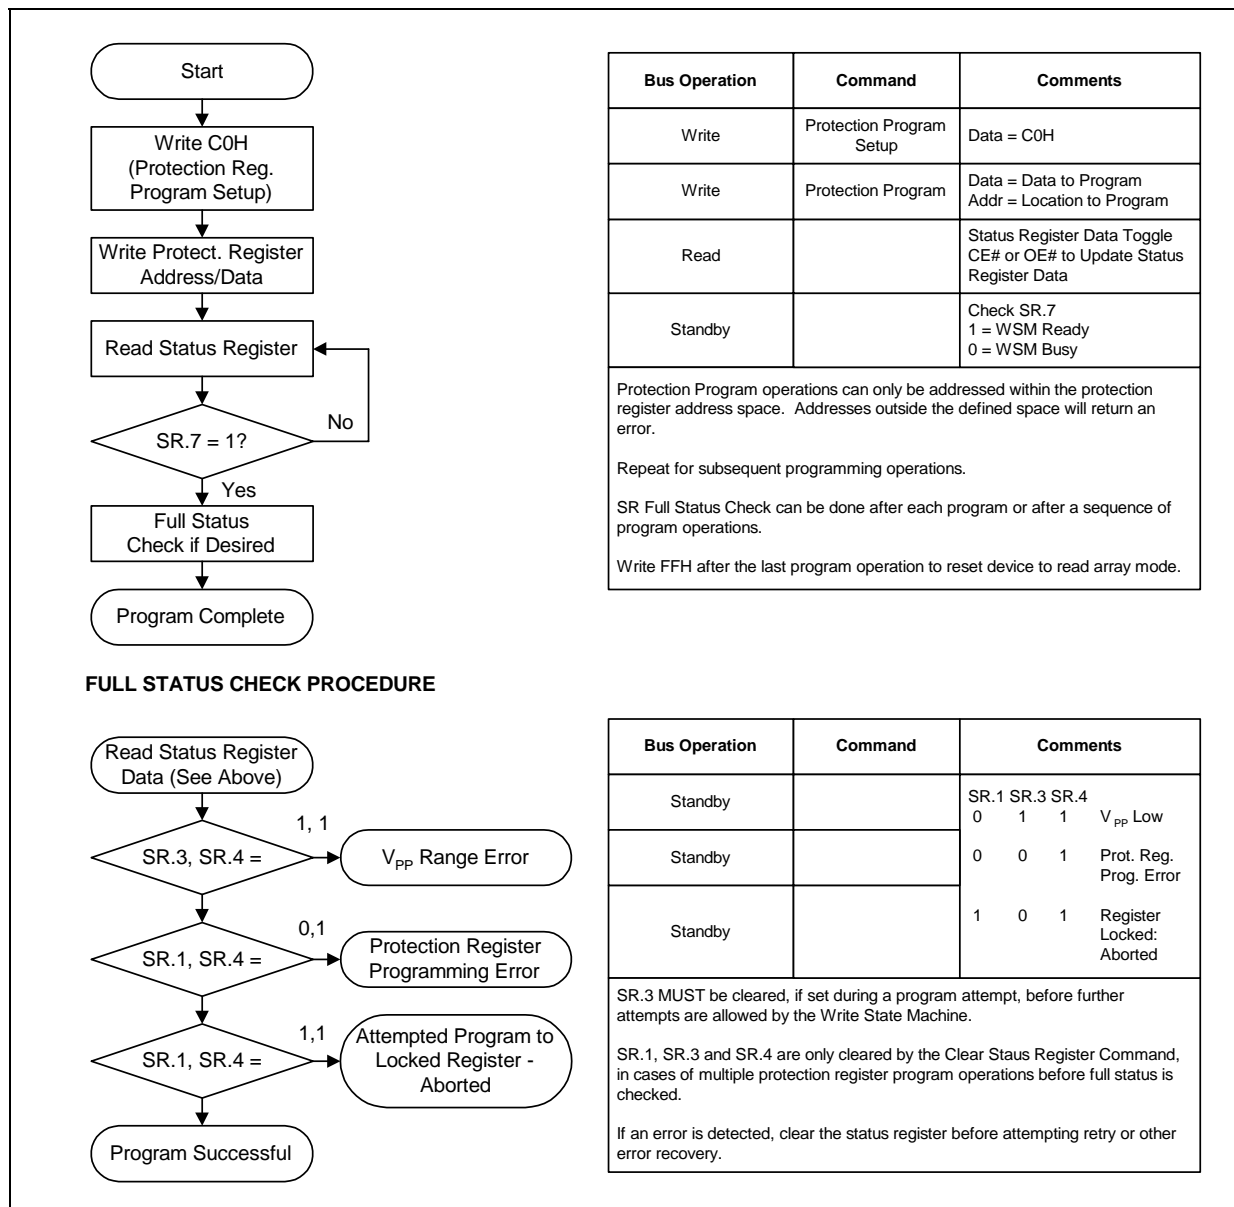 Start
Write C0H
(Protection Reg.
Program Setup)
Write Protect. Register
Address/Data
Read Status Register
No
SR.7 = 1?
Yes
Full Status
Check if Desired
Program Complete
Bus Operation Command Comments
Write Protection Program
Setup Data = C0H
Write Protection Program Data = Data to Program
Addr = Location to Program
Read Status Register Data Toggle
CE# or OE# to Update Status
Register Data
Standby Check SR.7
1 = WSM Ready
0 = WSM Busy
Protection Program operations can only be addressed within the protection
register address space. Addresses outside the defined space will return an
error.
Repeat for subsequent programming operations.
SR Full Status Check can be done after each program or after a sequence of
program operations.
Write FFH after the last program operation to reset device to read array mode.
FULL STATUS CHECK PROCEDURE
Read Status Register
Data (See Above)
1, 1
SR.3, SR.4 =
VPP Range Error
0,1
SR.1, SR.4 =
Protection Register
Programming Error
1,1
SR.1, SR.4 =
Attempted Program to
Locked Register -
Aborted
Program Successful
Bus Operation Command Comments
Standby SR.1 SR.3 SR.4
0 1 1 VPP Low
Standby 0 0 1 Prot. Reg.
Prog. Error
Standby 1 0 1 Register
Locked:
Aborted
SR.3 MUST be cleared, if set during a program attempt, before further
attempts are allowed by the Write State Machine.
SR.1, SR.3 and SR.4 are only cleared by the Clear Staus Register Command,
in cases of multiple protection register program operations before full status is
checked.
If an error is detected, clear the status register before attempting retry or other
error recovery.